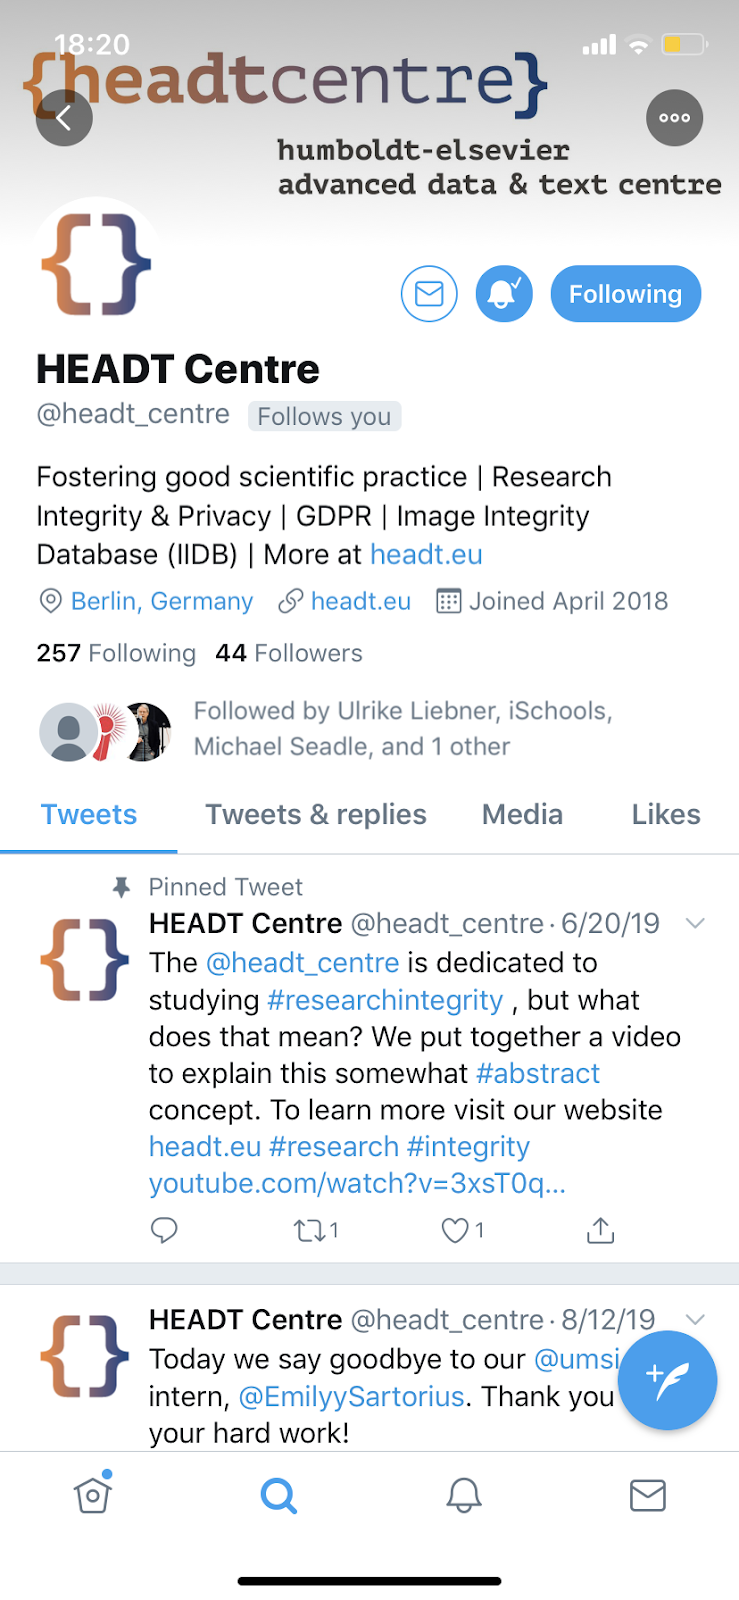 18:20
{headtcentre}
humboldt-elsevier
advanced data & text centre
Following
HEADT Centre
@headt_centre Follows you
Fostering good scientific practice | Research
Integrity & Privacy | GDPR | Image Integrity
Database (IIDB) | More at headt.eu
Berlin, Germany headt.eu Joined April 2018
257 Following 44 Followers
Followed by Ulrike Liebner, iSchools,
Michael Seadle, and 1 other
Tweets Tweets & replies Media Likes
Pinned Tweet
HEADT Centre @headt_centre · 6/20/19
The @headt_centre is dedicated to
studying #researchintegrity , but what
does that mean? We put together a video
to explain this somewhat #abstract
concept. To learn more visit our website
headt.eu #research #integrity
youtube.com/watch?v=3xsT0q...
1 1
HEADT Centre @headt_centre · 8/12/19
Today we say goodbye to our @umsi
intern, @EmilyySartorius. Thank you
your hard work!